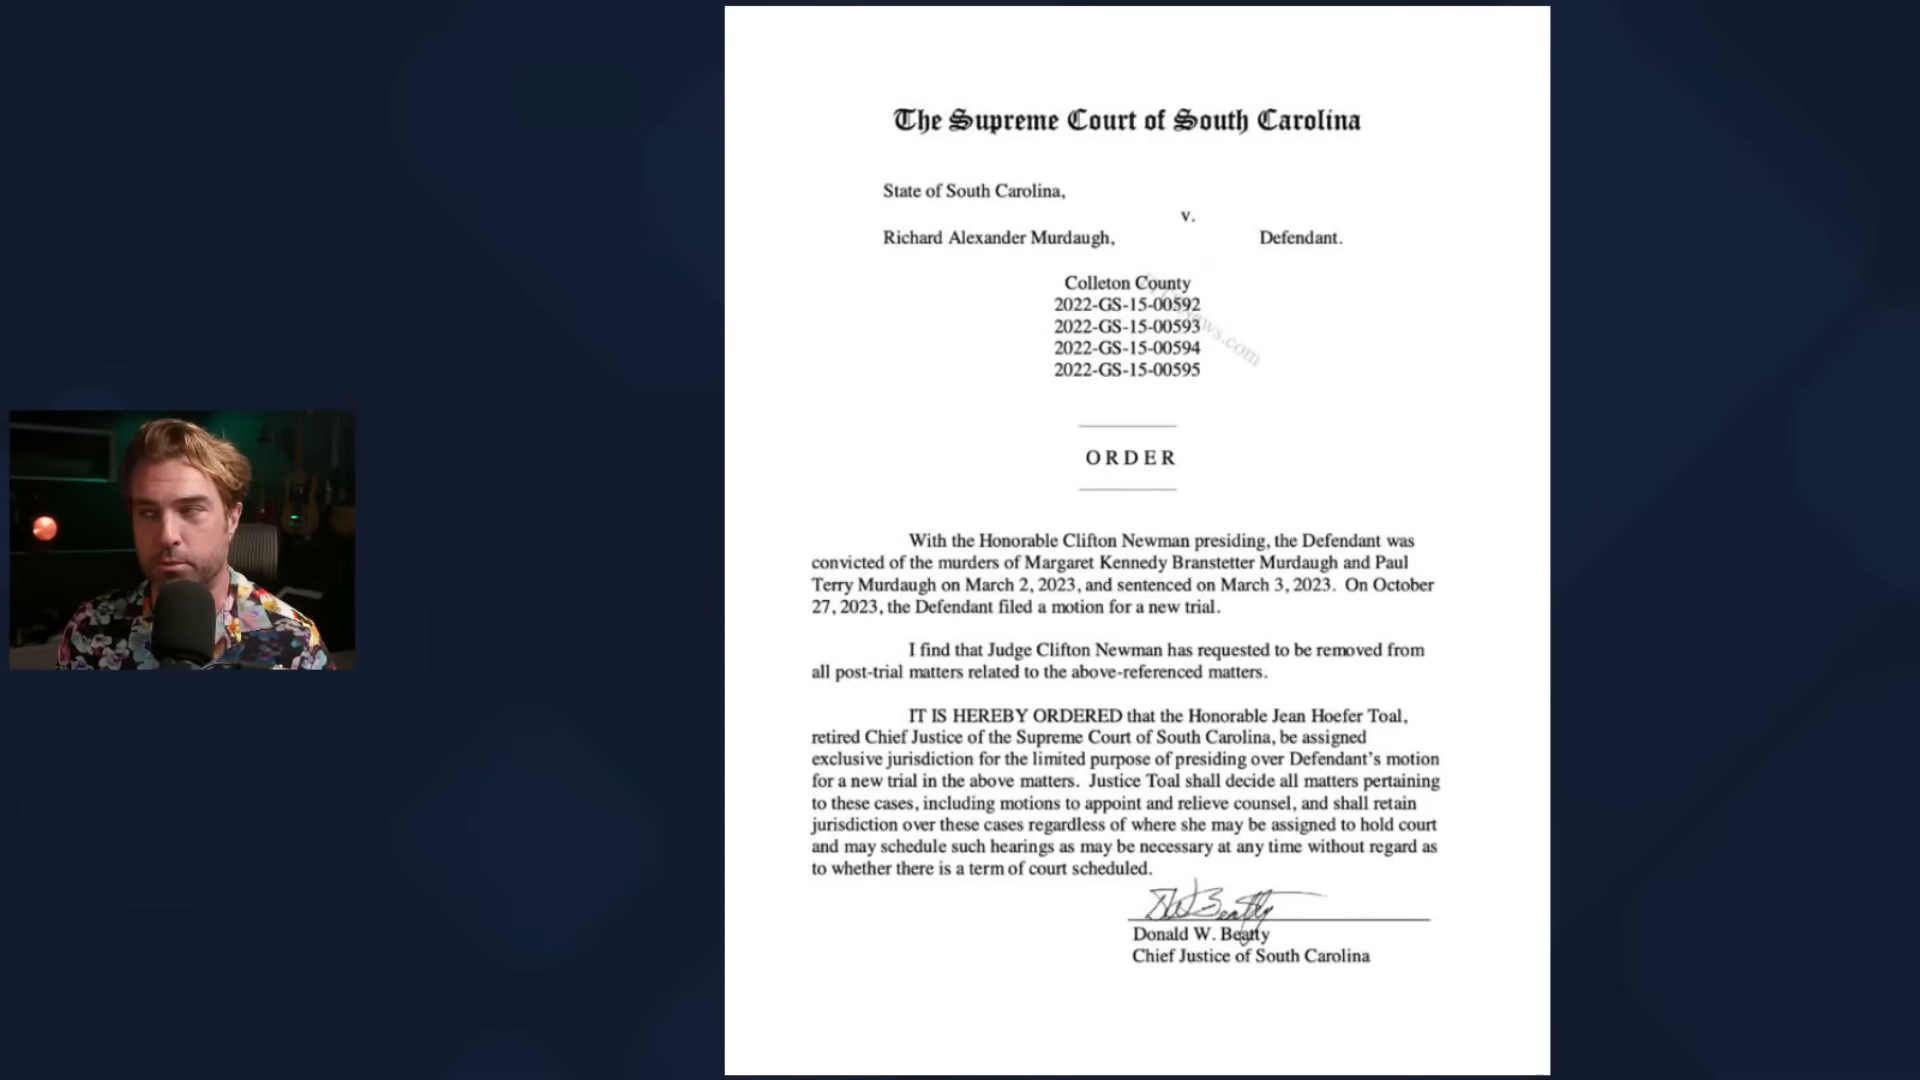 The Supreme Court of South Carolina
State of South Carolina,
v.
Richard Alexander Murdaugh, Defendant.
Colleton County
2022-GS-15-00592
2022-GS-15-00593
2022-GS-15-00594
2022-GS-15-00595
ORDER
With the Honorable Clifton Newman presiding, the Defendant was
convicted of the murders of Margaret Kennedy Branstetter Murdaugh and Paul
Terry Murdaugh on March 2, 2023, and sentenced on March 3, 2023. On October
27, 2023, the Defendant filed a motion for a new trial.
I find that Judge Clifton Newman has requested to be removed from
all post-trial matters related to the above-referenced matters.
IT IS HEREBY ORDERED that the Honorable Jean Hoefer Toal,
retired Chief Justice of the Supreme Court of South Carolina, be assigned
exclusive jurisdiction for the limited purpose of presiding over Defendant's motion
for a new trial in the above matters. Justice Toal shall decide all matters pertaining
to these cases, including motions to appoint and relieve counsel, and shall retain
jurisdiction over these cases regardless of where she may be assigned to hold court
and may schedule such hearings as may be necessary at any time without regard as
to whether there is a term of court scheduled.
Donald W. Beatty
Chief Justice of South Carolina